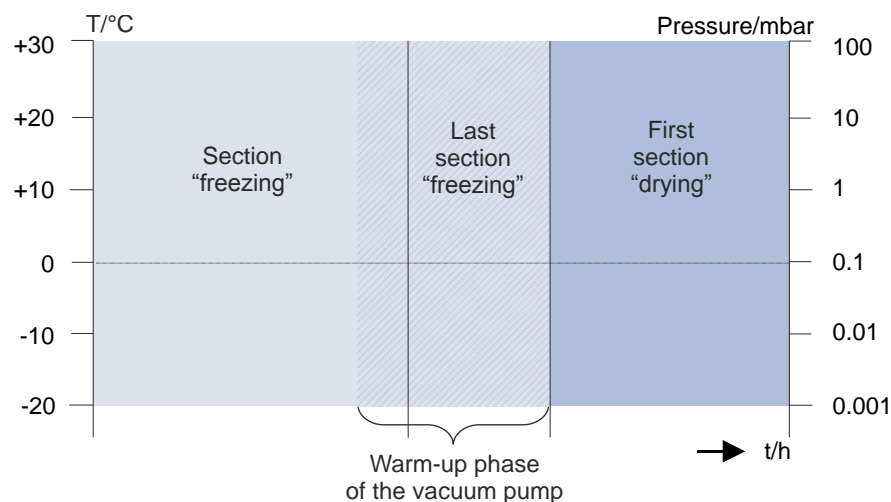 T/°C
Pressure/mbar
+30
+20
+10
0
-10
-20
100
10
1
0.1
0.01
0.001
Section
“freezing”
Last
section
“freezing”
First
section
“drying”
t/h
Warm-up phase
of the vacuum pump